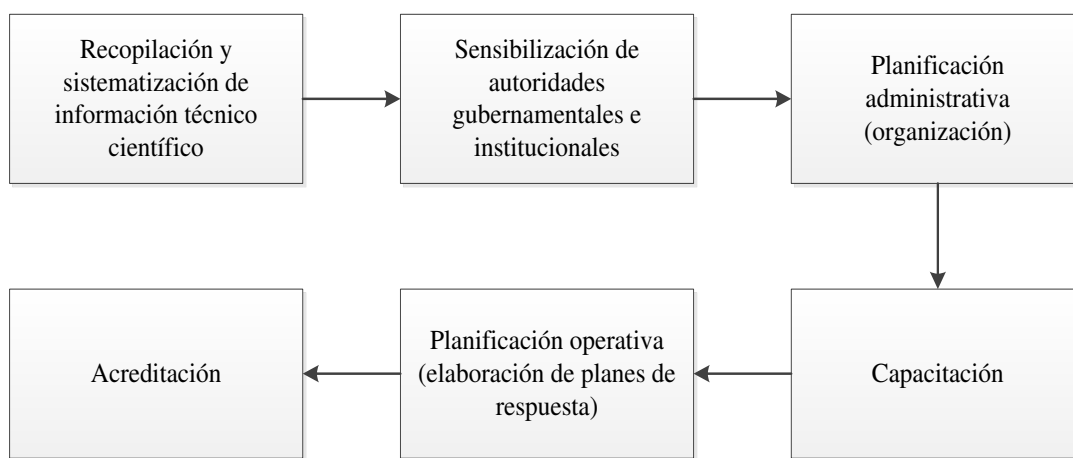 Recopilación y
sistematización de
información técnico
científico
Sensibilización de
autoridades
gubernamentales e
institucionales
Planificación
administrativa
(organización)
Capacitación
Planificación operativa
(elaboración de planes de
respuesta)
Acreditación